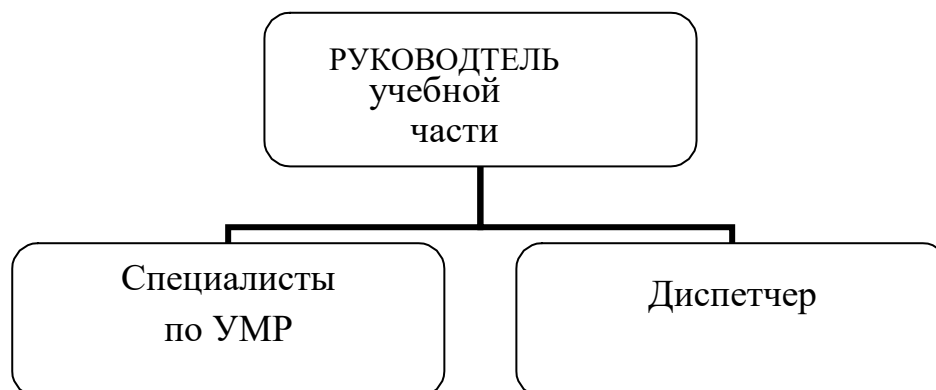 РУКОВОДТЕЛЬ
учебной
части
Специалисты
по УМР
Диспетчер